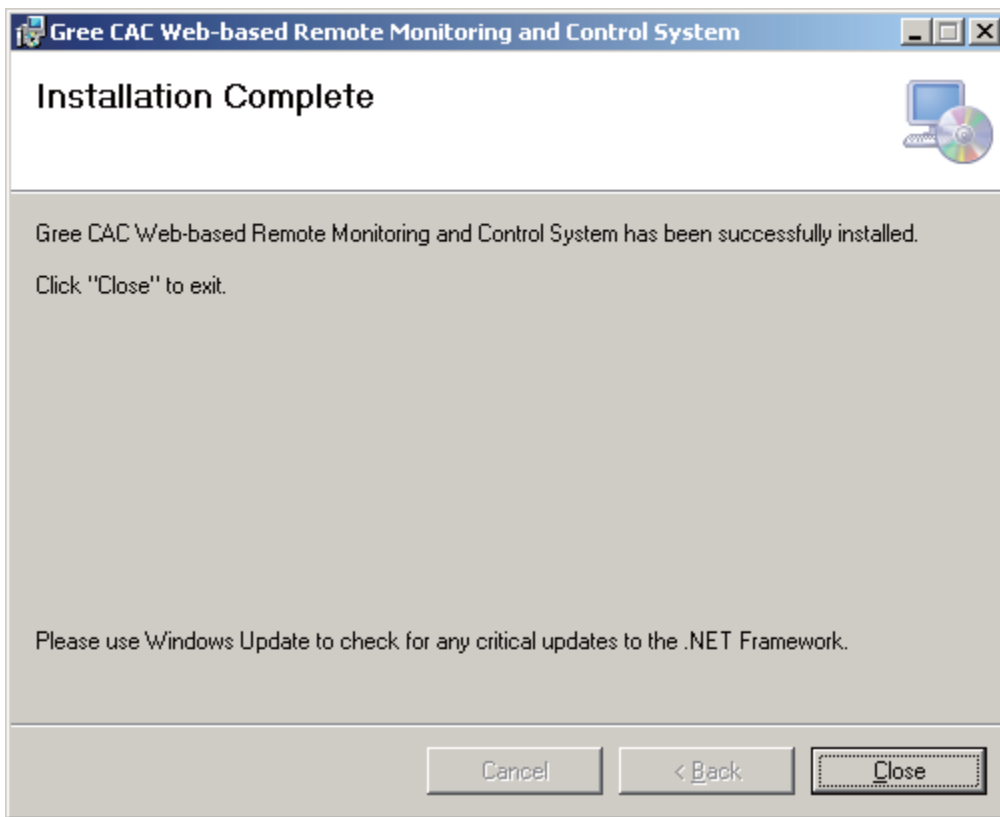 Gree CAC Web-based Remote Monitoring and Control System
Installation Complete
Gree CAC Web-based Remote Monitoring and Control System has been successfully installed.
Click "Close" to exit.
Please use Windows Update to check for any critical updates to the .NET Framework.
Cancel
< Back
Close